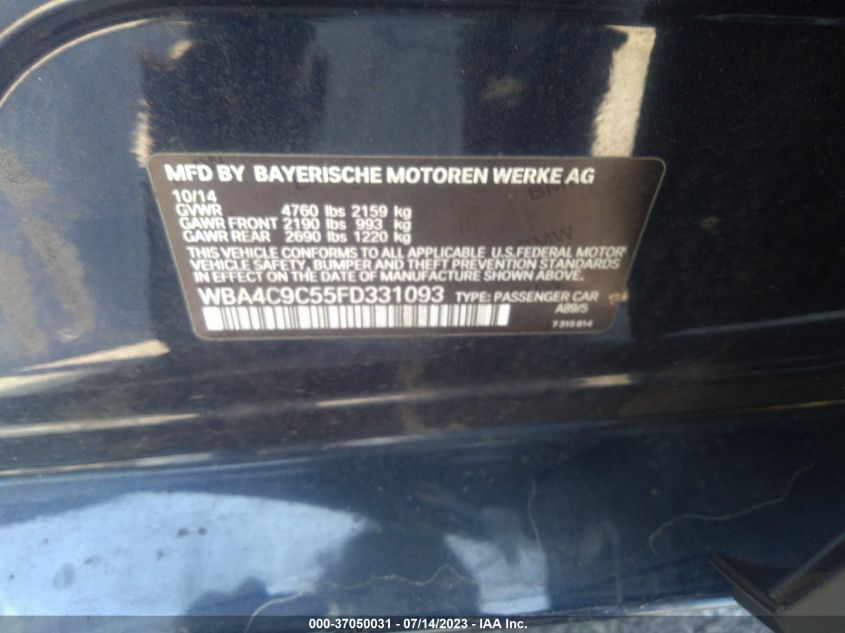 MFD BY BAYERISCHE MOTOREN WERKE AG
10/14
GVWR 4760 lbs 2159 kg
GAWR FRONT 2190 lbs 993 kg
GAWR REAR 2690 lbs 1220 kg
THIS VEHICLE CONFORMS TO ALL APPLICABLE U.S.FEDERAL MOTOR
VEHICLE SAFETY, BUMPER AND THEFT PREVENTION STANDARDS
IN EFFECT ON THE DATE OF MANUFACTURE SHOWN ABOVE.
WBA4C9C55FD331093 TYPE: PASSENGER CAR
A89/5
7315814
000-37050031 - 07/14/2023 - IAA Inc.